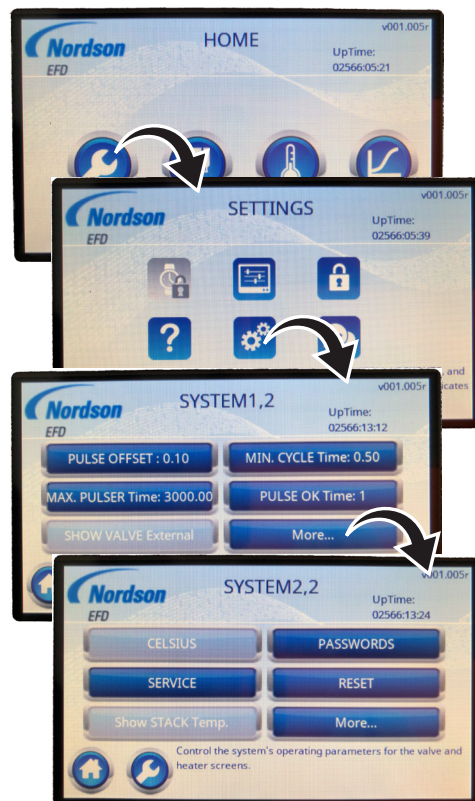 v001.005r
Nordson
EFD
HOME
UpTime:
02566:05:21
v001.005r
Nordson
EFD
SETTINGS
UpTime:
02566:05:39
?
, and
icates
v001.005r
Nordson
EFD
SYSTEM1,2
UpTime:
02566:13:12
PULSE OFFSET : 0.10
MIN. CYCLE Time: 0.50
MAX. PULSER Time: 3000.00
PULSE OK Time: 1
SHOW VALVE External
More...
v001.005r
Nordson
EFD
SYSTEM2,2
UpTime:
02566:13:24
CELSIUS
PASSWORDS
SERVICE
RESET
Show STACK Temp.
More...
Control the system's operating parameters for the valve and
heater screens.